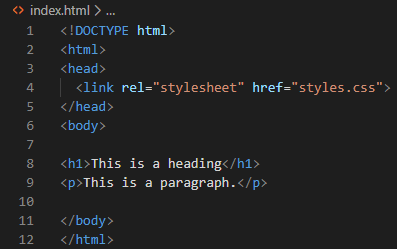 <> index.html > ...
1 <!DOCTYPE html>
2 <html>
3 <head>
4   <link rel="stylesheet" href="styles.css">
5 </head>
6 <body>
7
8 <h1>This is a heading</h1>
9 <p>This is a paragraph.</p>
10
11 </body>
12 </html>